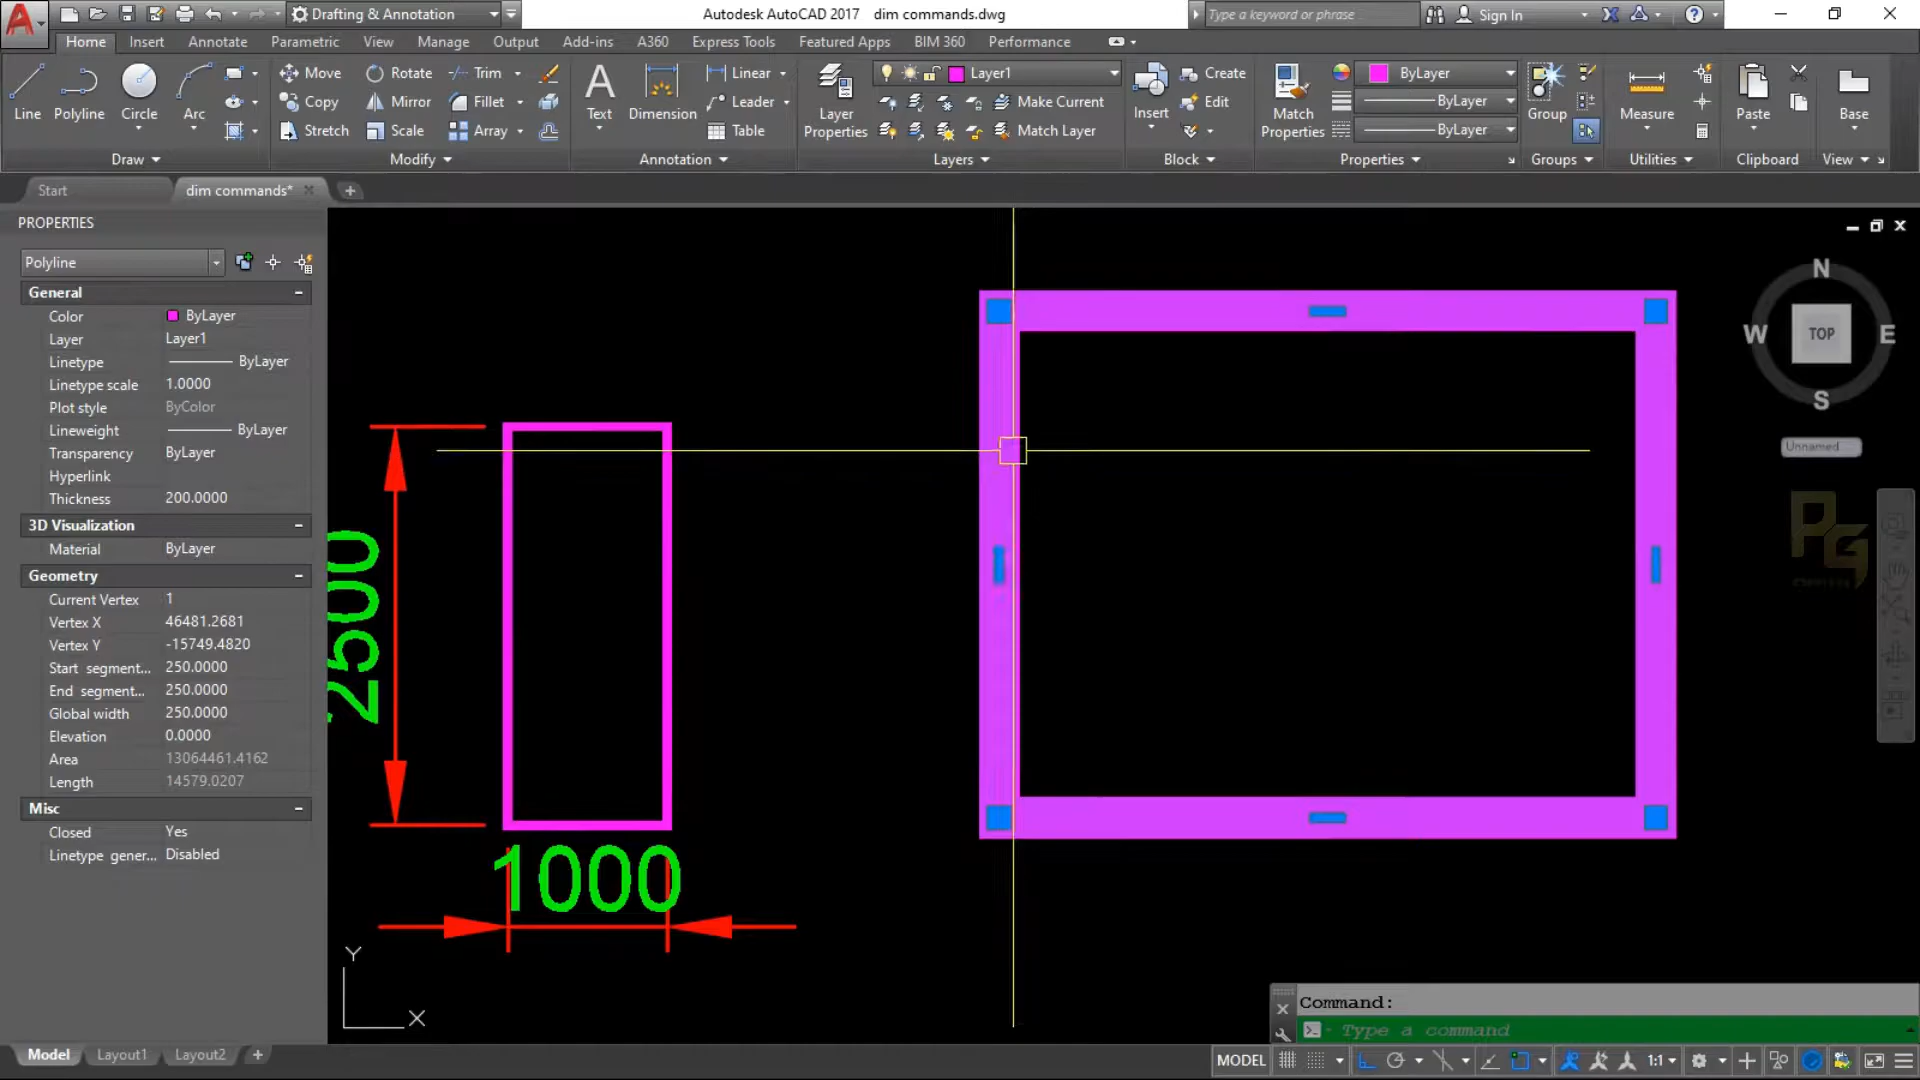 Drafting & Annotation
Autodesk AutoCAD 2017 dim commands.dwg
Type a keyword or phrase
Sign In
Home Insert Annotate Parametric View Manage Output Add-ins A360 Express Tools Featured Apps BIM 360 Performance
Line Polyline Circle Arc
Move Rotate Trim
Copy Mirror Fillet
Stretch Scale Array
Text Dimension
Linear
Leader
Table
Layer Properties
Layer1
Make Current
Match Layer
Insert
Create
Edit
Match Properties
ByLayer
ByLayer
ByLayer
Group
Measure
Paste
Base
Draw Modify Annotation Layers Block Properties Groups Utilities Clipboard View
Start dim commands*
PROPERTIES
Polyline
General
Color ByLayer
Layer Layer1
Linetype ByLayer
Linetype scale 1.0000
Plot style ByColor
Lineweight ByLayer
Transparency ByLayer
Hyperlink
Thickness 200.0000
3D Visualization
Material ByLayer
Geometry
Current Vertex 1
Vertex X 46481.2681
Vertex Y -15749.4820
Start segment... 250.0000
End segment... 250.0000
Global width 250.0000
Elevation 0.0000
Area 13064461.4162
Length 14579.0207
Misc
Closed Yes
Linetype gener... Disabled
2500
1000
Y
X
N
W TOP E
S
Unnamed
PG
Command:
Type a command
Model Layout1 Layout2
MODEL 1:1